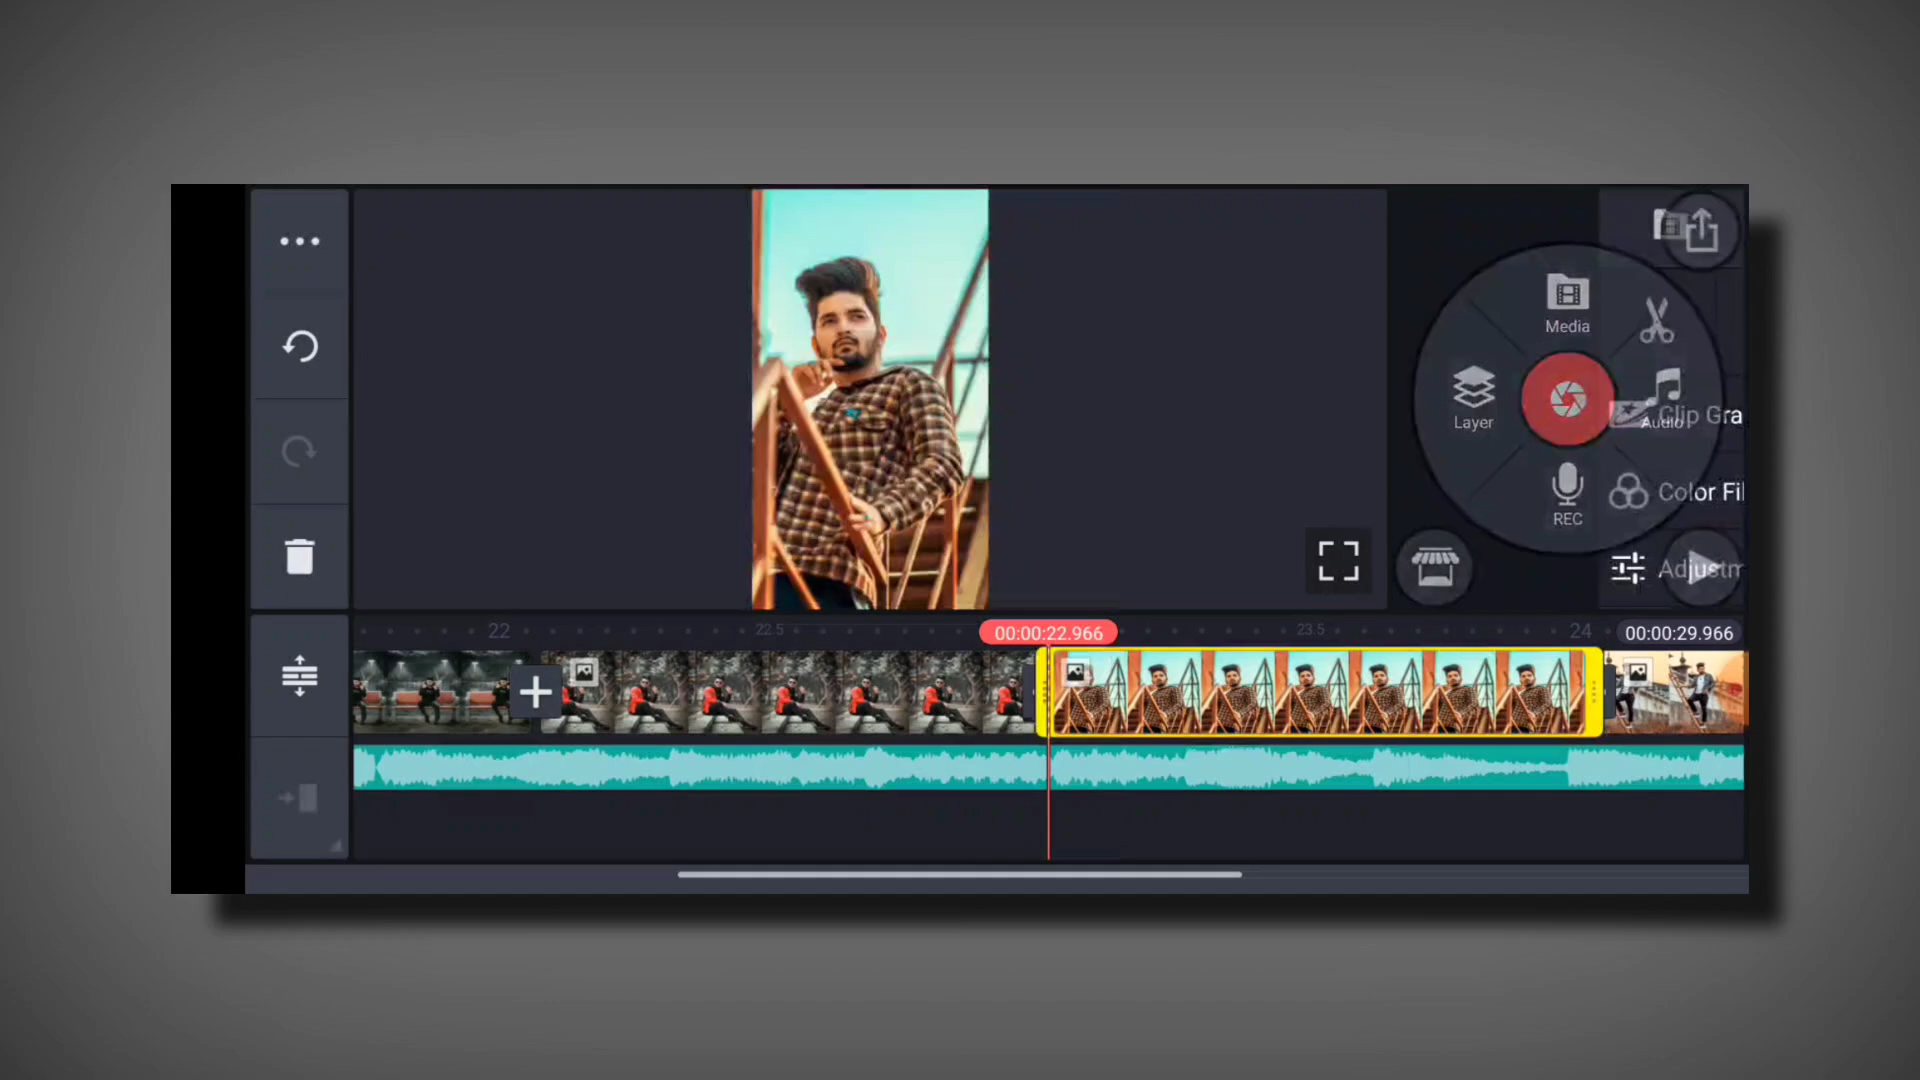 Media
Layer
Audio
Clip Gra
REC
Color Fil
Adjustm
22
22.5
00:00:22.966
23.5
24
00:00:29.966